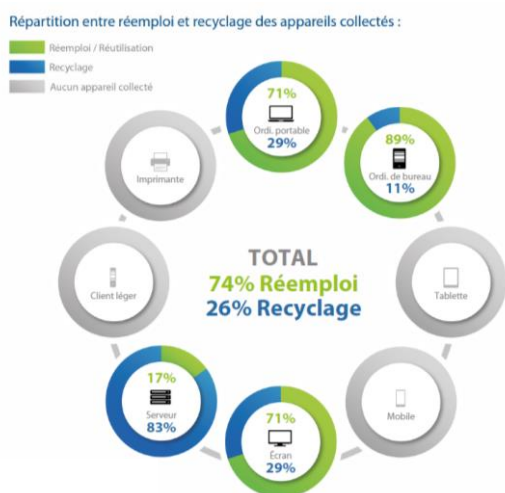 Répartition entre réemploi et recyclage des appareils collectés :
Réemploi / Réutilisation
Recyclage
Aucun appareil collecté
71%
Ordi. portable
29%
89%
Ordi. de bureau
11%
Imprimante
TOTAL
74% Réemploi
26% Recyclage
Client léger
Tablette
17%
Serveur
83%
71%
Écran
29%
Mobile